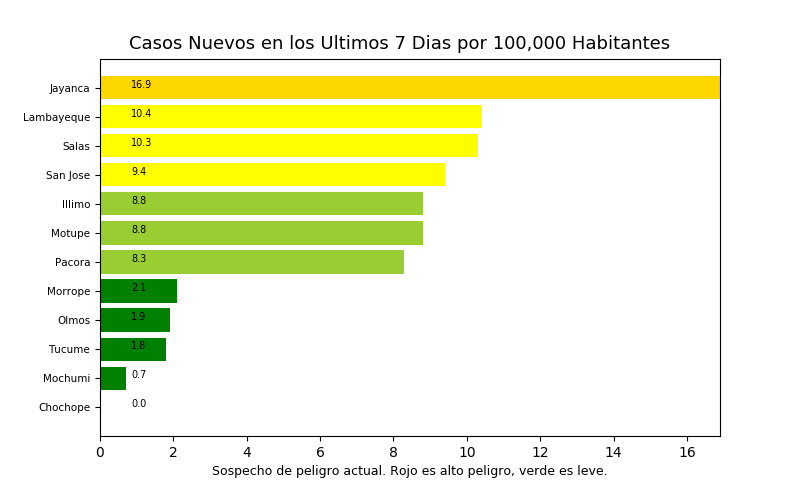 Casos Nuevos en los Ultimos 7 Dias por 100,000 Habitantes
Jayanca 16.9
Lambayeque 10.4
Salas 10.3
San Jose 9.4
Illimo 8.8
Motupe 8.8
Pacora 8.3
Morrope 2.1
Olmos 1.9
Tucume 1.8
Mochumi 0.7
Chochope 0.0
0 2 4 6 8 10 12 14 16
Sospecho de peligro actual. Rojo es alto peligro, verde es leve.